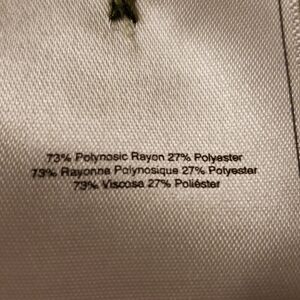 73% Polynosic Rayon 27% Polyester
73% Rayonne Polynosique 27% Polyester
73% Viscosa 27% Poliéster